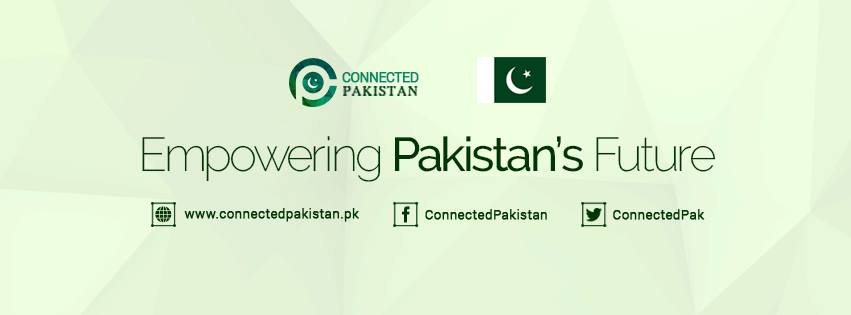 CONNECTED
PAKISTAN
Empowering Pakistan's Future
www.connectedpakistan.pk
ConnectedPakistan
ConnectedPak